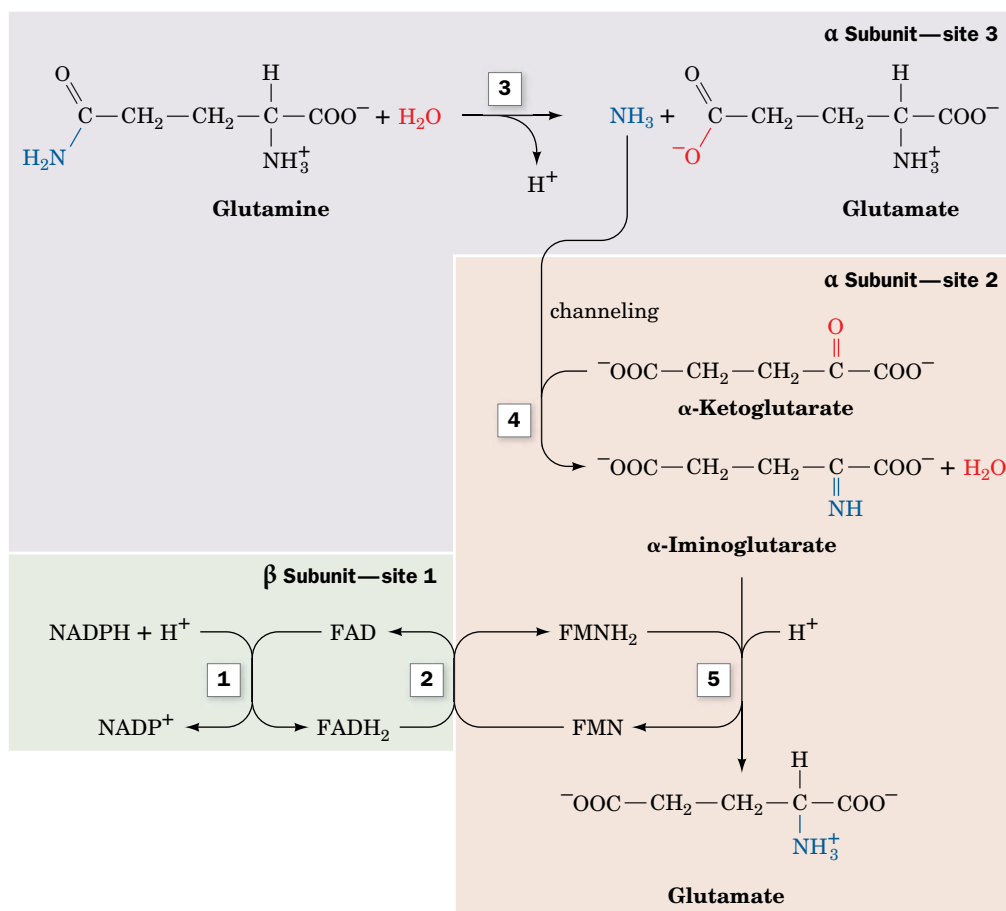 α Subunit—site 3
O
H
C—CH₂—CH₂—C—COO⁻ + H₂O
3
NH₃ +
O
H
C—CH₂—CH₂—C—COO⁻
H₂N
NH₃⁺
H⁺
⁻O
NH₃⁺
Glutamine
Glutamate
α Subunit—site 2
channeling
O
⁻OOC—CH₂—CH₂—C—COO⁻
α-Ketoglutarate
4
⁻OOC—CH₂—CH₂—C—COO⁻ + H₂O
NH
α-Iminoglutarate
β Subunit—site 1
NADPH + H⁺
FAD
FMNH₂
H⁺
1
2
5
NADP⁺
FADH₂
FMN
H
⁻OOC—CH₂—CH₂—C—COO⁻
NH₃⁺
Glutamate